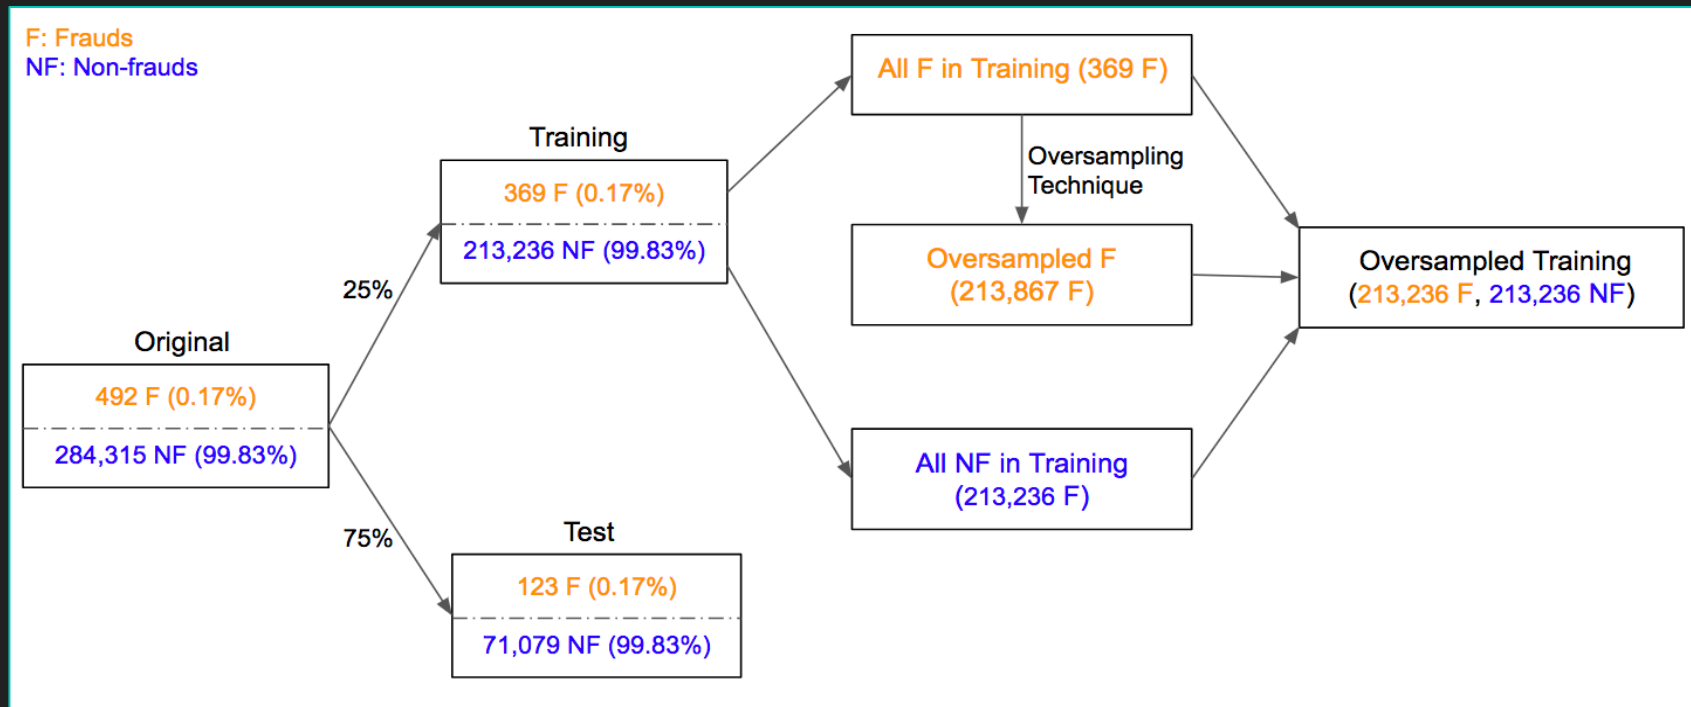 F: Frauds
NF: Non-frauds
All F in Training (369 F)
Training
Oversampling
Technique
369 F (0.17%)
213,236 NF (99.83%)
Oversampled F
(213,867 F)
Oversampled Training
(213,236 F, 213,236 NF)
25%
Original
492 F (0.17%)
284,315 NF (99.83%)
All NF in Training
(213,236 F)
75%
Test
123 F (0.17%)
71,079 NF (99.83%)